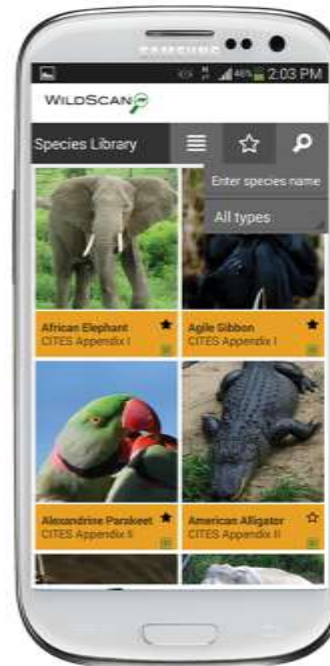 SAMSUNG
46% 2:03 PM
WILDSCAN
Species Library
Enter species name
All types
African Elephant
CITES Appendix I
Agile Gibbon
CITES Appendix I
Alexandrine Parakeet
CITES Appendix II
American Alligator
CITES Appendix II